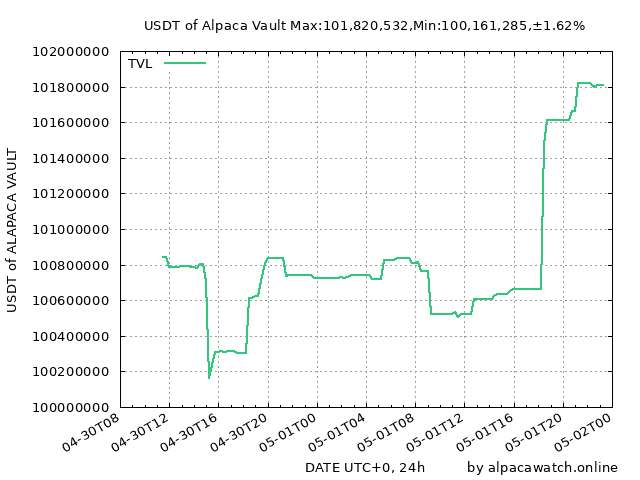 USDT of Alpaca Vault Max:101,820,532,Min:100,161,285,±1.62%
TVL
102000000
101800000
101600000
101400000
101200000
101000000
100800000
100600000
100400000
100200000
100000000
USDT of ALAPACA VAULT
04-30T08
04-30T12
04-30T16
04-30T20
05-01T00
05-01T04
05-01T08
05-01T12
05-01T16
05-01T20
05-02T00
DATE UTC+0, 24h
by alpacawatch.online